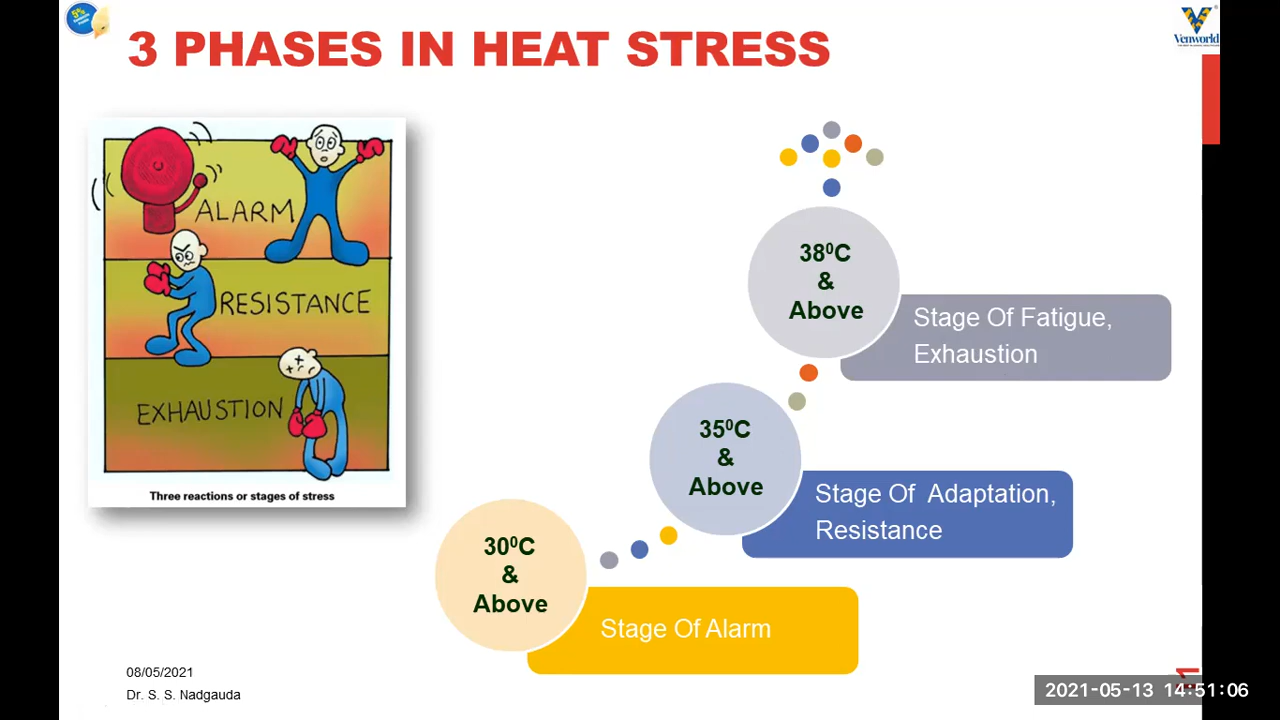 3 PHASES IN HEAT STRESS
5%
Venworld
ALARM
RESISTANCE
EXHAUSTION
Three reactions or stages of stress
38⁰C
&
Above
Stage Of Fatigue,
Exhaustion
35⁰C
&
Above
Stage Of Adaptation,
Resistance
30⁰C
&
Above
Stage Of Alarm
08/05/2021
Dr. S. S. Nadgauda
2021-05-13 14:51:06